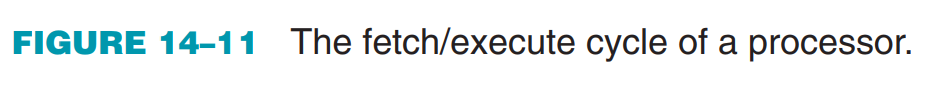 FIGURE 14–11 The fetch/execute cycle of a processor.